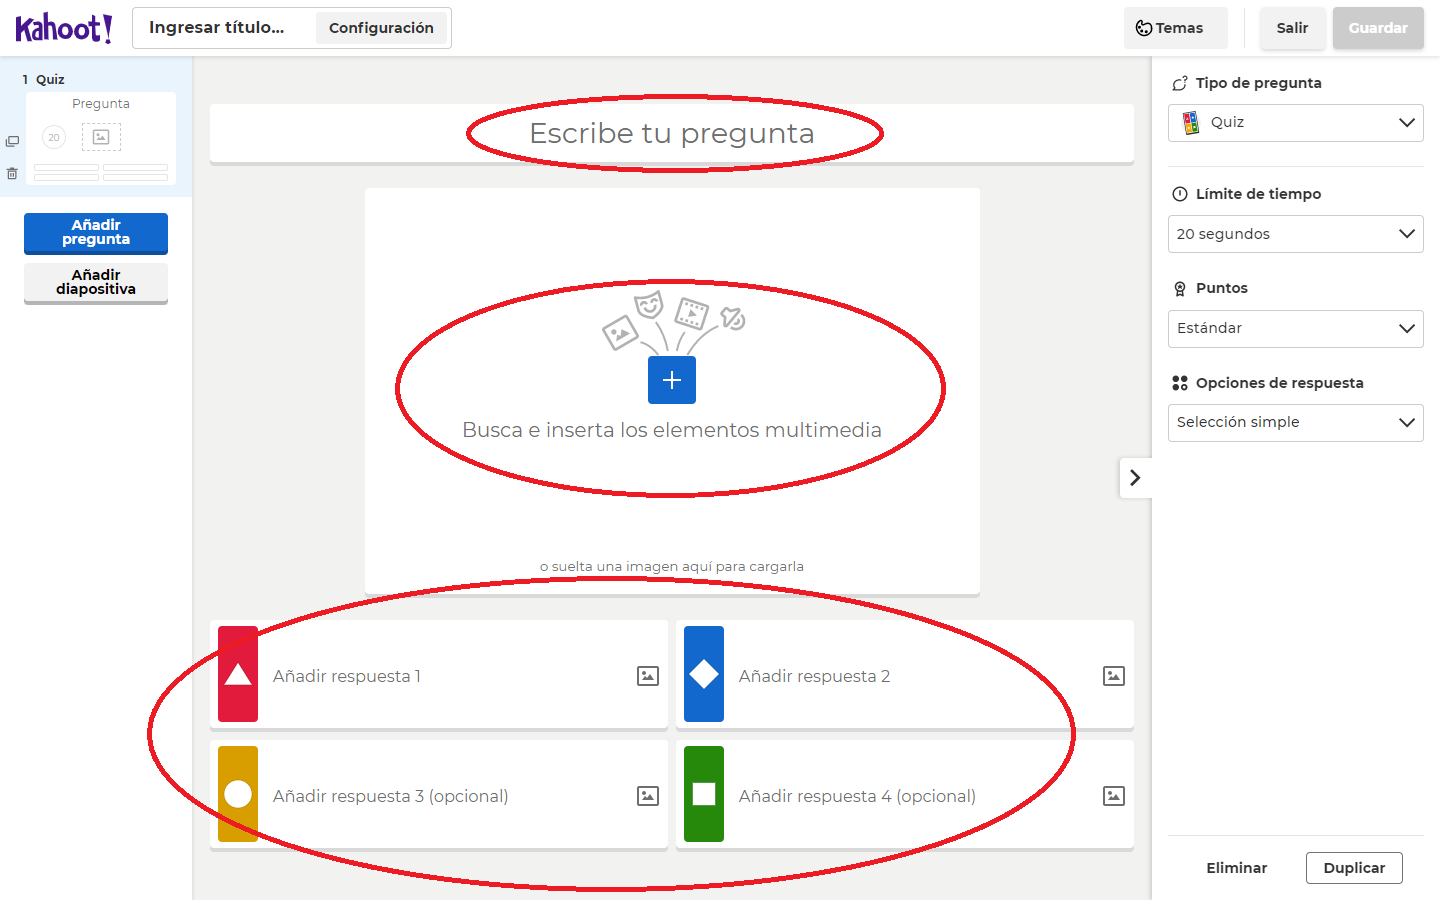 Kahoot!
Ingresar título...
Configuración
Temas
Salir
Guardar
1 Quiz
Pregunta
20
Añadir
pregunta
Añadir
diapositiva
Escribe tu pregunta
Busca e inserta los elementos multimedia
o suelta una imagen aquí para cargarla
Añadir respuesta 1
Añadir respuesta 2
Añadir respuesta 3 (opcional)
Añadir respuesta 4 (opcional)
Tipo de pregunta
Quiz
Límite de tiempo
20 segundos
Puntos
Estándar
Opciones de respuesta
Selección simple
Eliminar
Duplicar